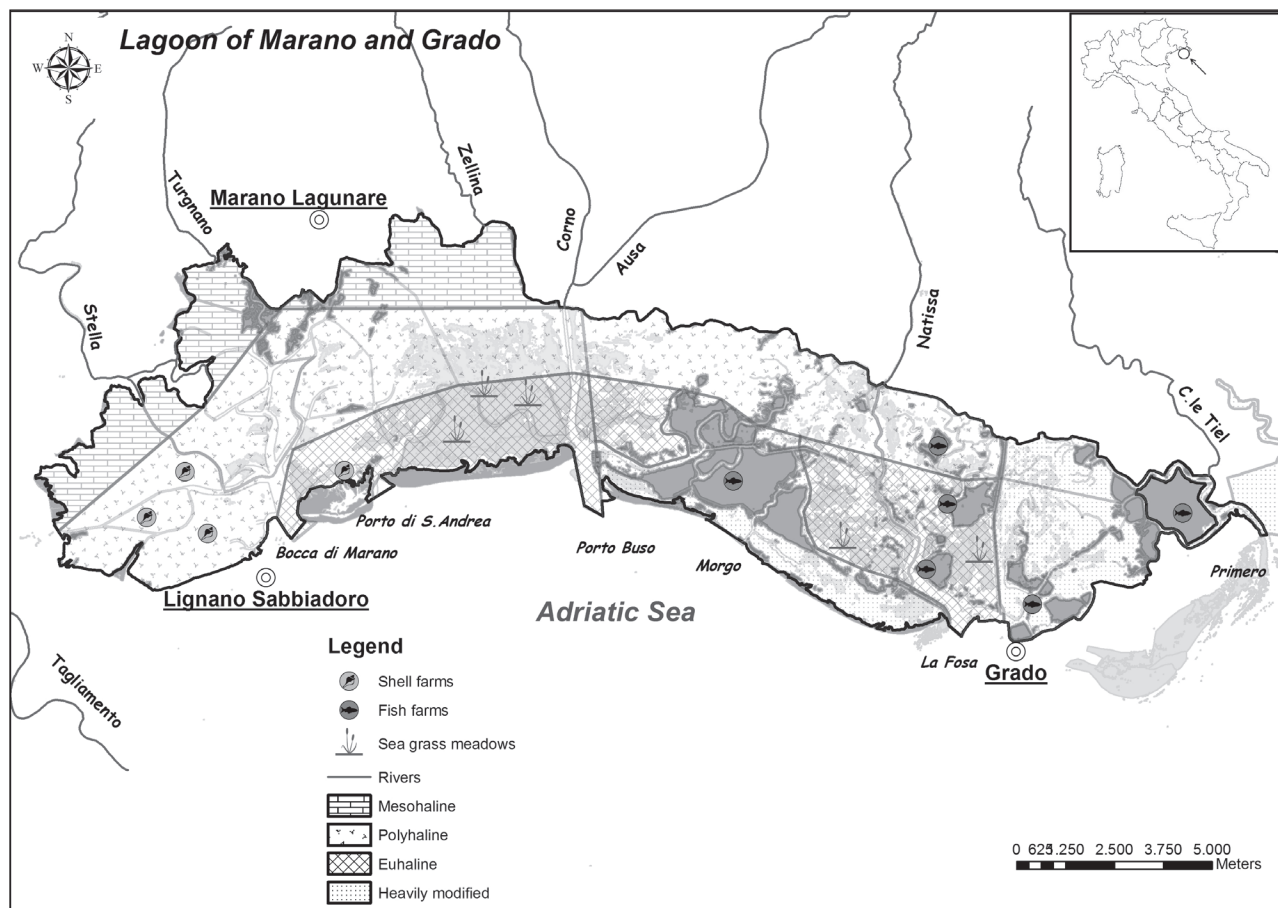 Lagoon of Marano and Grado
N
W
E
S
Turgnano
Marano Lagunare
Zellina
Corno
Ausa
Stella
Natissa
C.le Tiel
Porto di S. Andrea
Bocca di Marano
Porto Buso
Morgo
Primero
Lignano Sabbiadoro
Adriatic Sea
La Fosa
Grado
Tagliamento
Legend
Shell farms
Fish farms
Sea grass meadows
Rivers
Mesohaline
Polyhaline
Euhaline
Heavily modified
0 625 1.250 2.500 3.750 5.000
Meters